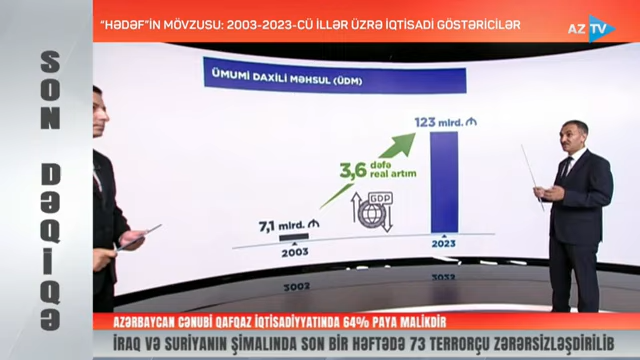 “HƏDƏF”İN MÖVZUSU: 2003-2023-CÜ İLLƏR ÜZRƏ İQTİSADİ GÖSTƏRİCİLƏR
AZ TV
SON DƏQİQƏ
ÜMUMİ DAXİLİ MƏHSUL (ÜDM)
123 mlrd. ₼
3,6 dəfə
real artım
GDP
7,1 mlrd. ₼
2003
2023
AZƏRBAYCAN CƏNUBİ QAFQAZ İQTİSADİYYATINDA 64% PAYA MALİKDİR
İRAQ VƏ SURİYANIN ŞİMALINDA SON BİR HƏFTƏDƏ 73 TERRORÇU ZƏRƏRSİZLƏŞDİRİLİB